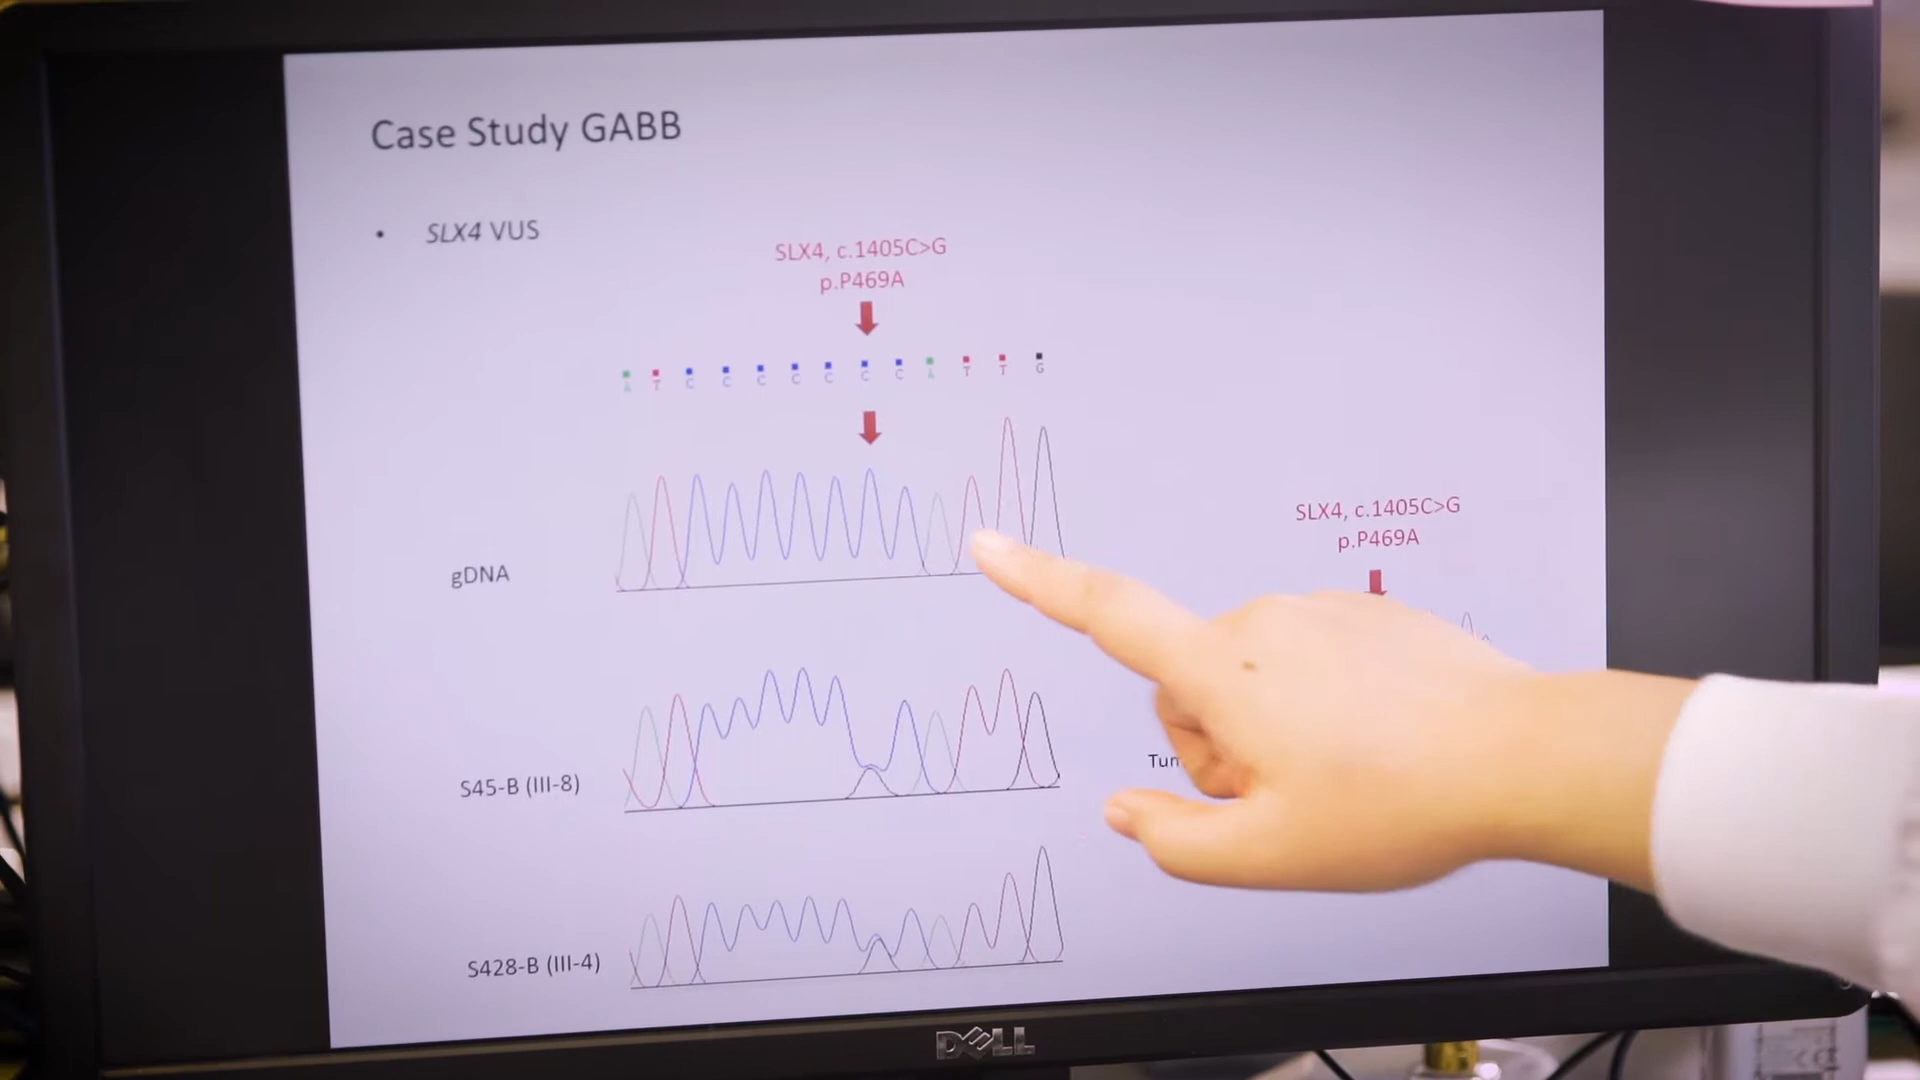 Case Study GABB
• SLX4 VUS
SLX4, c.1405C>G
p.P469A
A T C C C C C C C A T T G
gDNA
SLX4, c.1405C>G
p.P469A
S45-B (III-8)
S428-B (III-4)
DELL